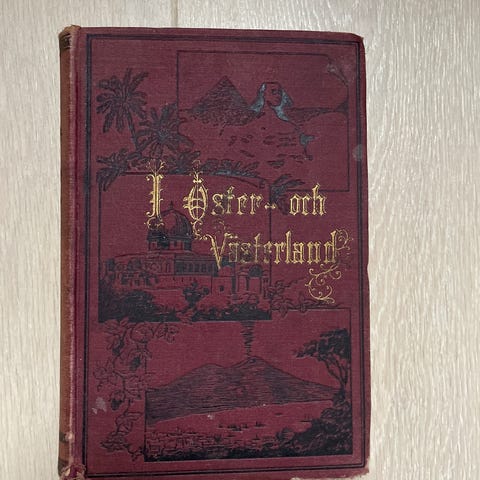 I Öster- och
Västerland